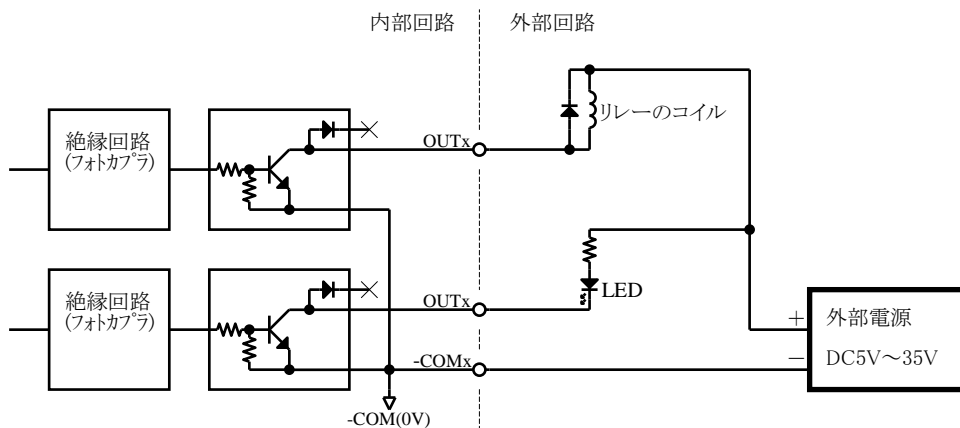 内部回路
外部回路
リレーのコイル
絶縁回路
(フォトカプラ)
OUTx
LED
絶縁回路
(フォトカプラ)
OUTx
+
外部電源
-COMx
−
DC5V～35V
-COM(0V)